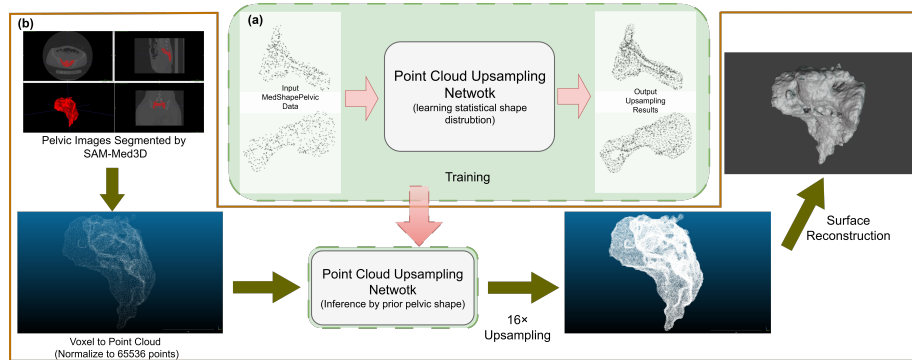 (b)
(a)
Pelvic Images Segmented by
SAM-Med3D
Input
MedShapePelvic
Data
Point Cloud Upsampling
Netwotk
(learning statistical shape
distrubtion)
Output
Upsampling
Results
Training
Voxel to Point Cloud
(Normalize to 65536 points)
Point Cloud Upsampling
Netwotk
(Inference by prior pelvic shape)
16×
Upsampling
Surface
Reconstruction